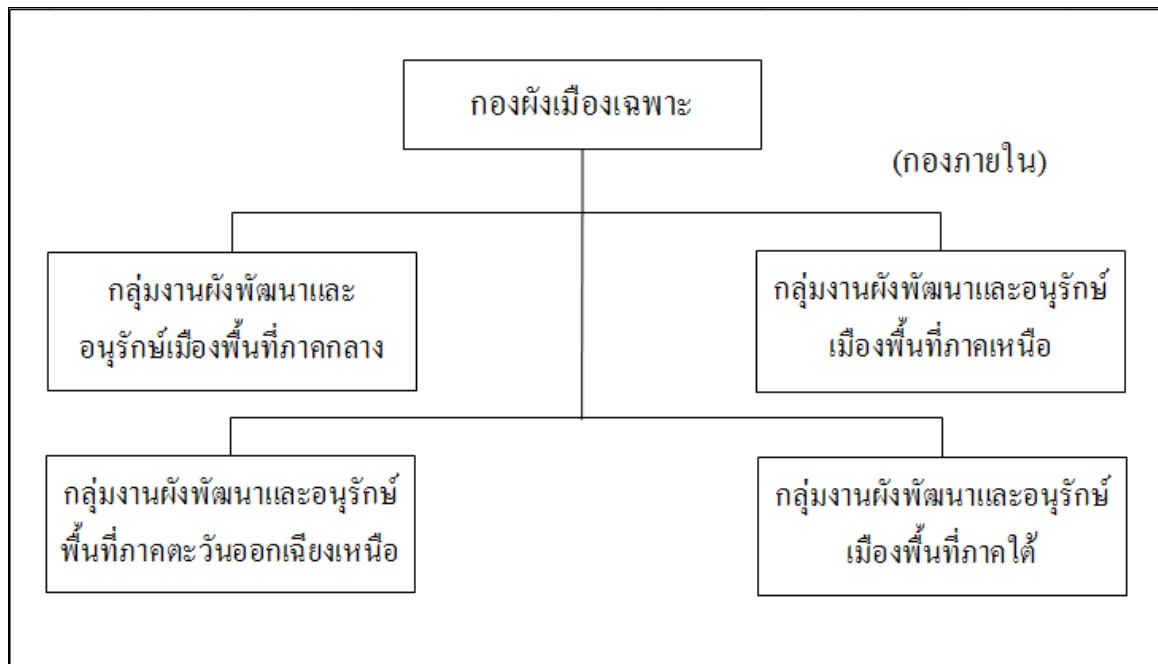 กองผังเมืองเฉพาะ
(กองภายใน)
กลุ่มงานผังพัฒนาและ
อนุรักษ์เมืองพื้นที่ภาคกลาง
กลุ่มงานผังพัฒนาและอนุรักษ์
เมืองพื้นที่ภาคเหนือ
กลุ่มงานผังพัฒนาและอนุรักษ์
พื้นที่ภาคตะวันออกเฉียงเหนือ
กลุ่มงานผังพัฒนาและอนุรักษ์
เมืองพื้นที่ภาคใต้